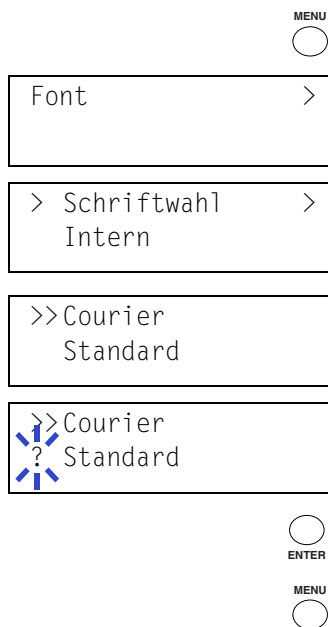 MENU
Font >
> Schriftwahl >
Intern
>>Courier
Standard
>>Courier
? Standard
ENTER
MENU